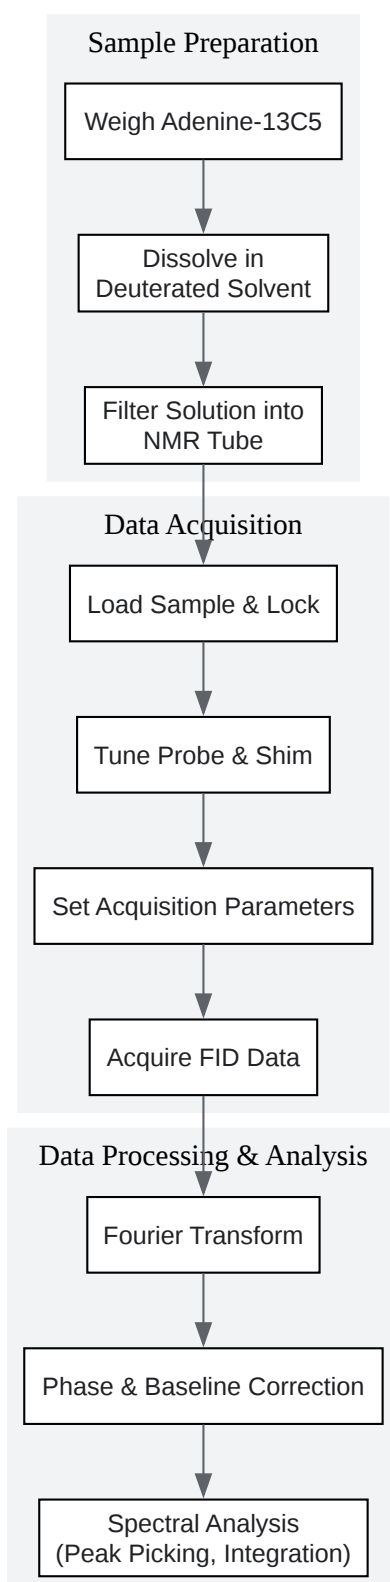 Sample Preparation
Weigh Adenine-13C5
Dissolve in
Deuterated Solvent
Filter Solution into
NMR Tube
Data Acquisition
Load Sample & Lock
Tune Probe & Shim
Set Acquisition Parameters
Acquire FID Data
Data Processing & Analysis
Fourier Transform
Phase & Baseline Correction
Spectral Analysis
(Peak Picking, Integration)